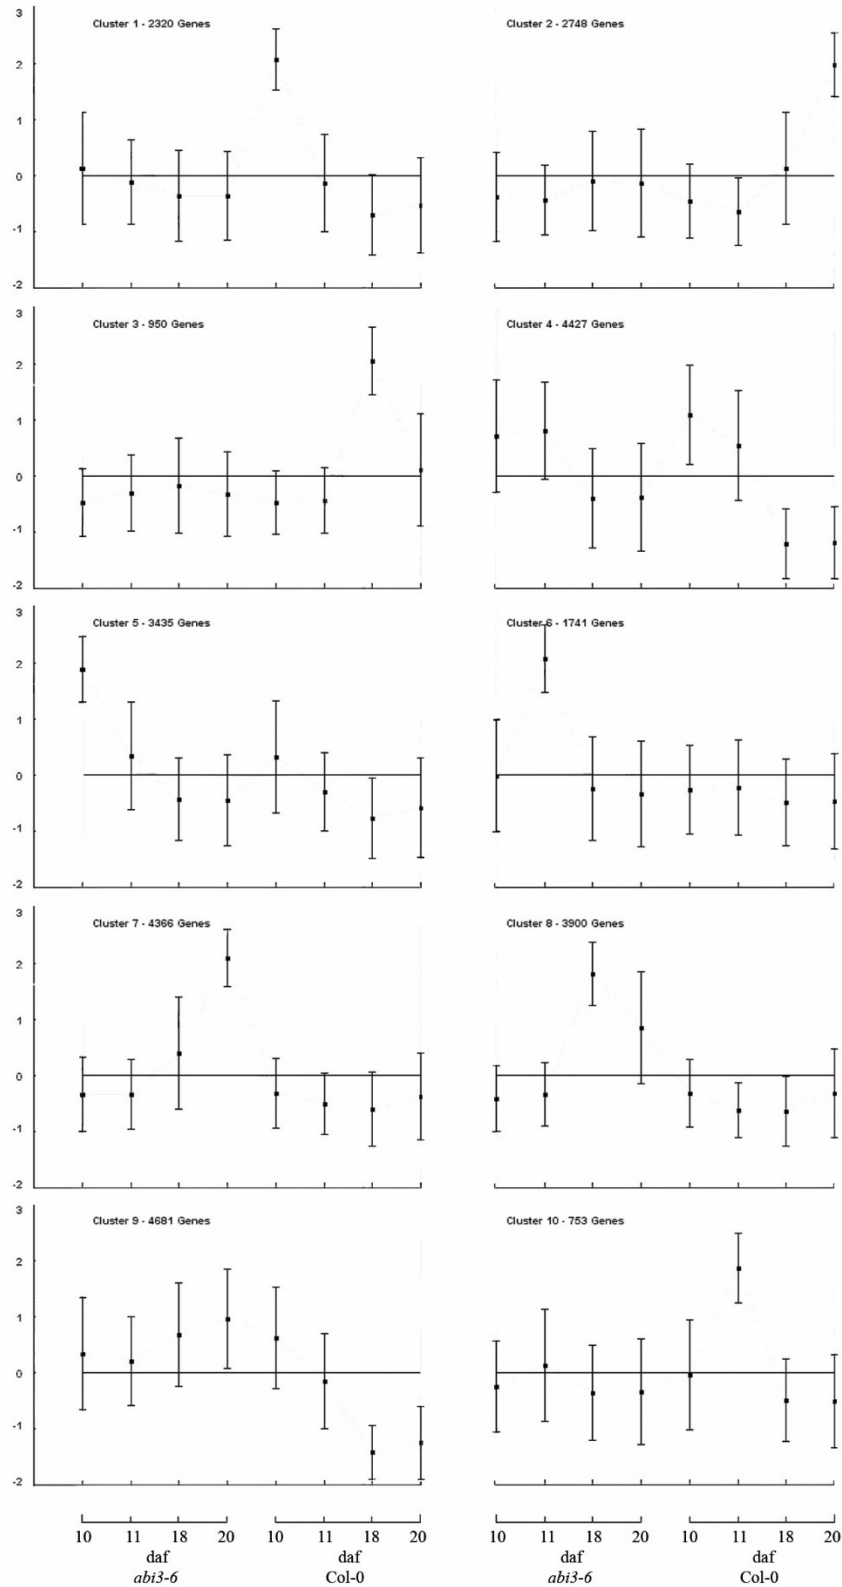 3
2
1
0
-1
-2
Cluster 1 - 2320 Genes
Cluster 2 - 2748 Genes
3
2
1
0
-1
-2
Cluster 3 - 950 Genes
Cluster 4 - 4427 Genes
3
2
1
0
-1
-2
Cluster 5 - 3435 Genes
Cluster 6 - 1741 Genes
3
2
1
0
-1
-2
Cluster 7 - 4366 Genes
Cluster 8 - 3900 Genes
3
2
1
0
-1
-2
Cluster 9 - 4681 Genes
Cluster 10 - 753 Genes
10 11 18 20 10 11 18 20 10 11 18 20 10 11 18 20
daf daf daf daf
abi3-6 Col-0 abi3-6 Col-0